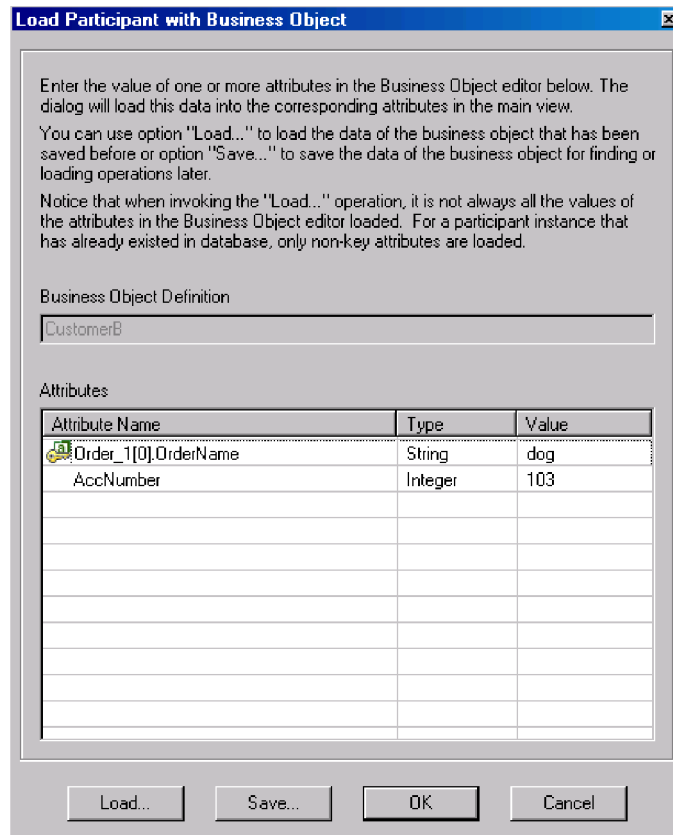 Load Participant with Business Object
Enter the value of one or more attributes in the Business Object editor below. The
dialog will load this data into the corresponding attributes in the main view.
You can use option "Load..." to load the data of the business object that has been
saved before or option "Save..." to save the data of the business object for finding or
loading operations later.
Notice that when invoking the "Load..." operation, it is not always all the values of
the attributes in the Business Object editor loaded. For a participant instance that
has already existed in database, only non-key attributes are loaded.
Business Object Definition
CustomerB
Attributes
Attribute Name Type Value
Order_1[0].OrderName String dog
AccNumber Integer 103
Load... Save... OK Cancel